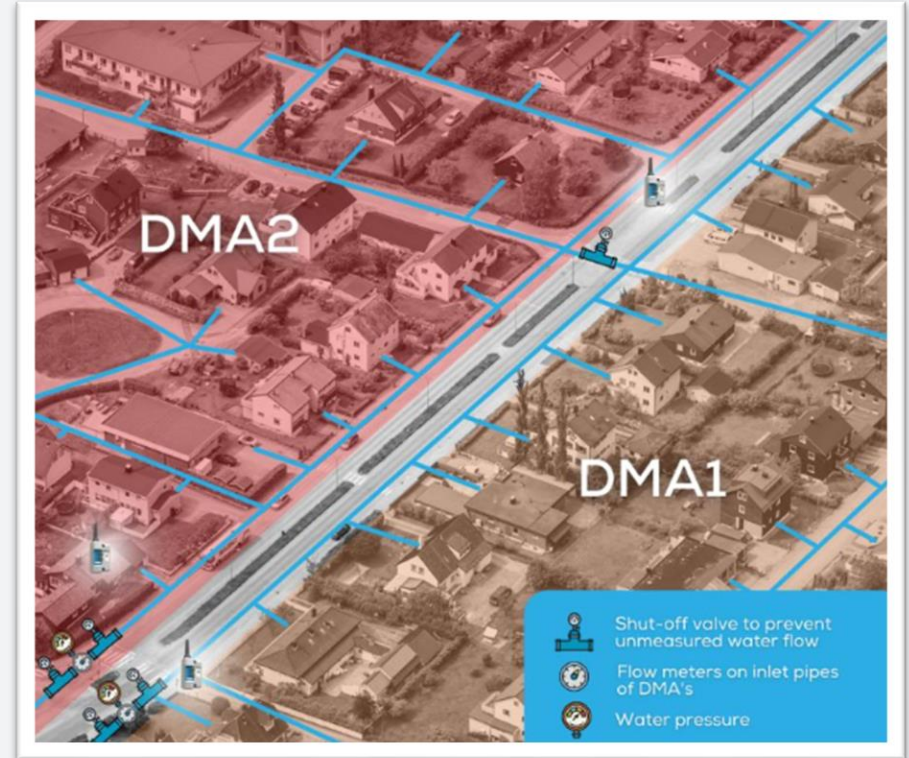 DMA2
DMA1
Shut-off valve to prevent
unmeasured water flow
Flow meters on inlet pipes
of DMA's
Water pressure